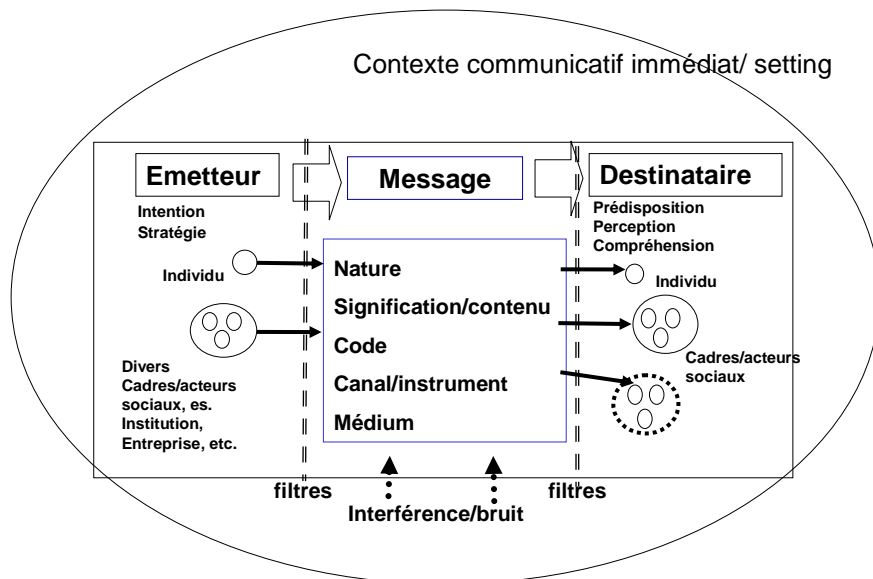 Contexte communicatif immédiat/ setting
Emetteur
Message
Destinataire
Intention
Stratégie
Individu
Divers
Cadres/acteurs
sociaux, es.
Institution,
Entreprise, etc.
Nature
Signification/contenu
Code
Canal/instrument
Médium
Prédisposition
Perception
Compréhension
Individu
Cadres/acteurs
sociaux
filtres
filtres
Interférence/bruit